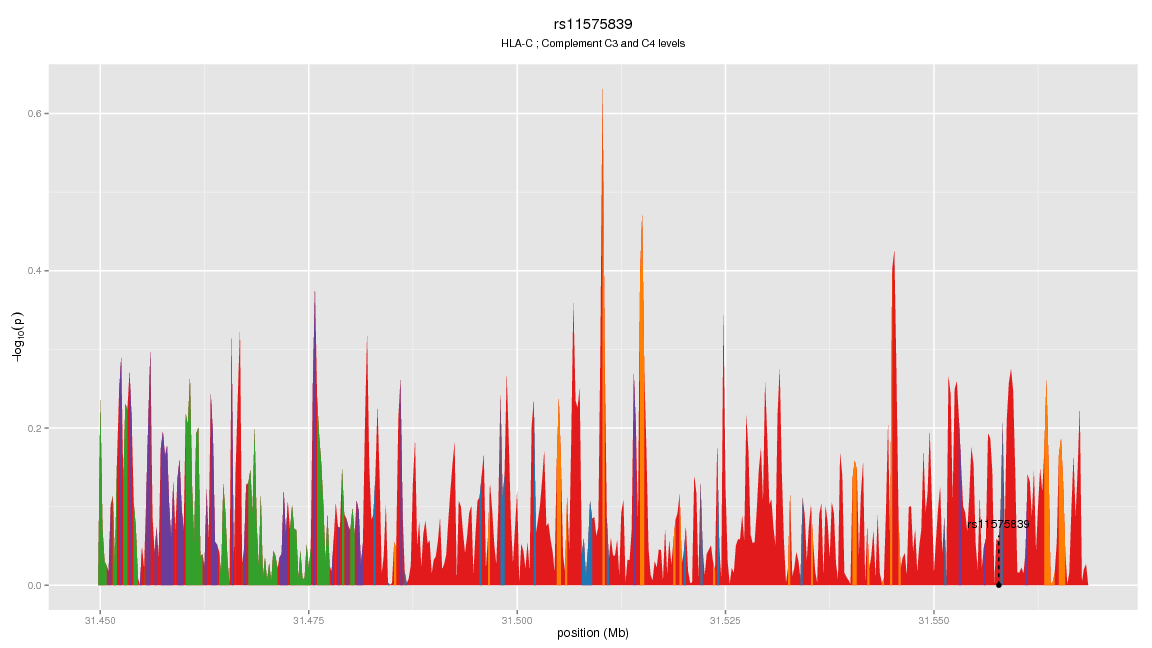 rs11575839
HLA-C ; Complement C3 and C4 levels
−log10(p)
0.6
0.4
0.2
0.0
rs11575839
31.450 31.475 31.500 31.525 31.550
position (Mb)